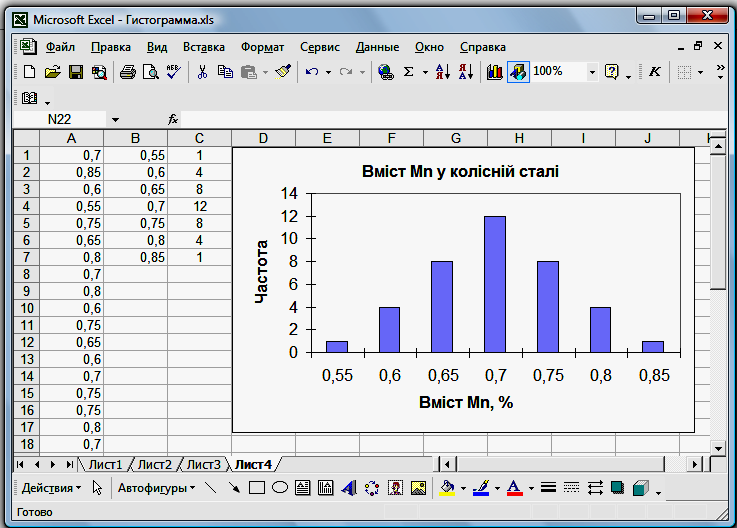 Microsoft Excel - Гистограмма.xls
Файл Правка Вид Вставка Формат Сервис Данные Окно Справка
Σ 100% ? К
N22 fx
A B C D E F G H I J
1 0,7 0,55 1
2 0,85 0,6 4
3 0,6 0,65 8
4 0,55 0,7 12
5 0,75 0,75 8
6 0,65 0,8 4
7 0,8 0,85 1
8 0,7
9 0,8
10 0,6
11 0,75
12 0,65
13 0,6
14 0,7
15 0,75
16 0,75
17 0,8
18 0,7
Вміст Mn у колісній сталі
Частота
14
12
10
8
6
4
2
0
0,55 0,6 0,65 0,7 0,75 0,8 0,85
Вміст Mn, %
Лист1 Лист2 Лист3 Лист4
Действия Автофигуры
Готово